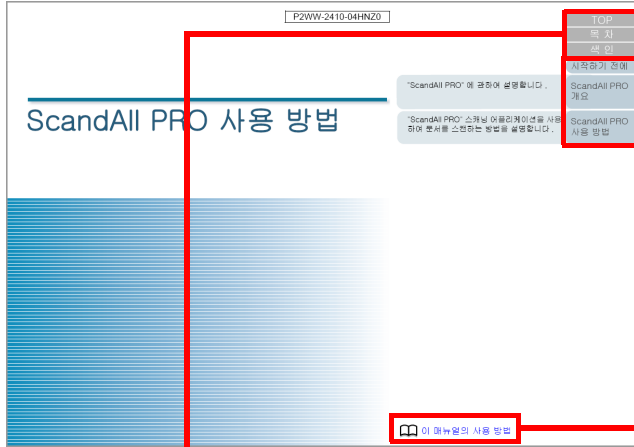 P2WW-2410-04HNZ0
TOP
목 차
색 인
시작하기 전에
"ScandAll PRO" 에 관하여 설명합니다 .
ScandAll PRO
개요
"ScandAll PRO" 스캐닝 어플리케이션을 사용
하여 문서를 스캔하는 방법을 설명합니다 .
ScandAll PRO
사용 방법
ScandAll PRO 사용 방법
이 매뉴얼의 사용 방법